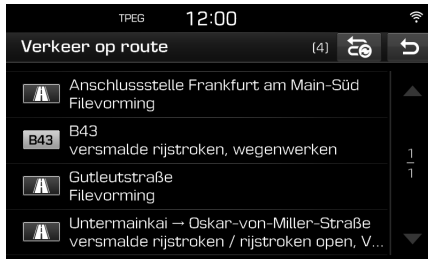 TPEG 12:00
Verkeer op route (4)
Anschlussstelle Frankfurt am Main-Süd
Filevorming
B43 B43
versmalde rijstroken, wegenwerken
1
1
Gutleutstraße
Filevorming
Untermainkai → Oskar-von-Miller-Straße
versmalde rijstroken / rijstroken open, V...